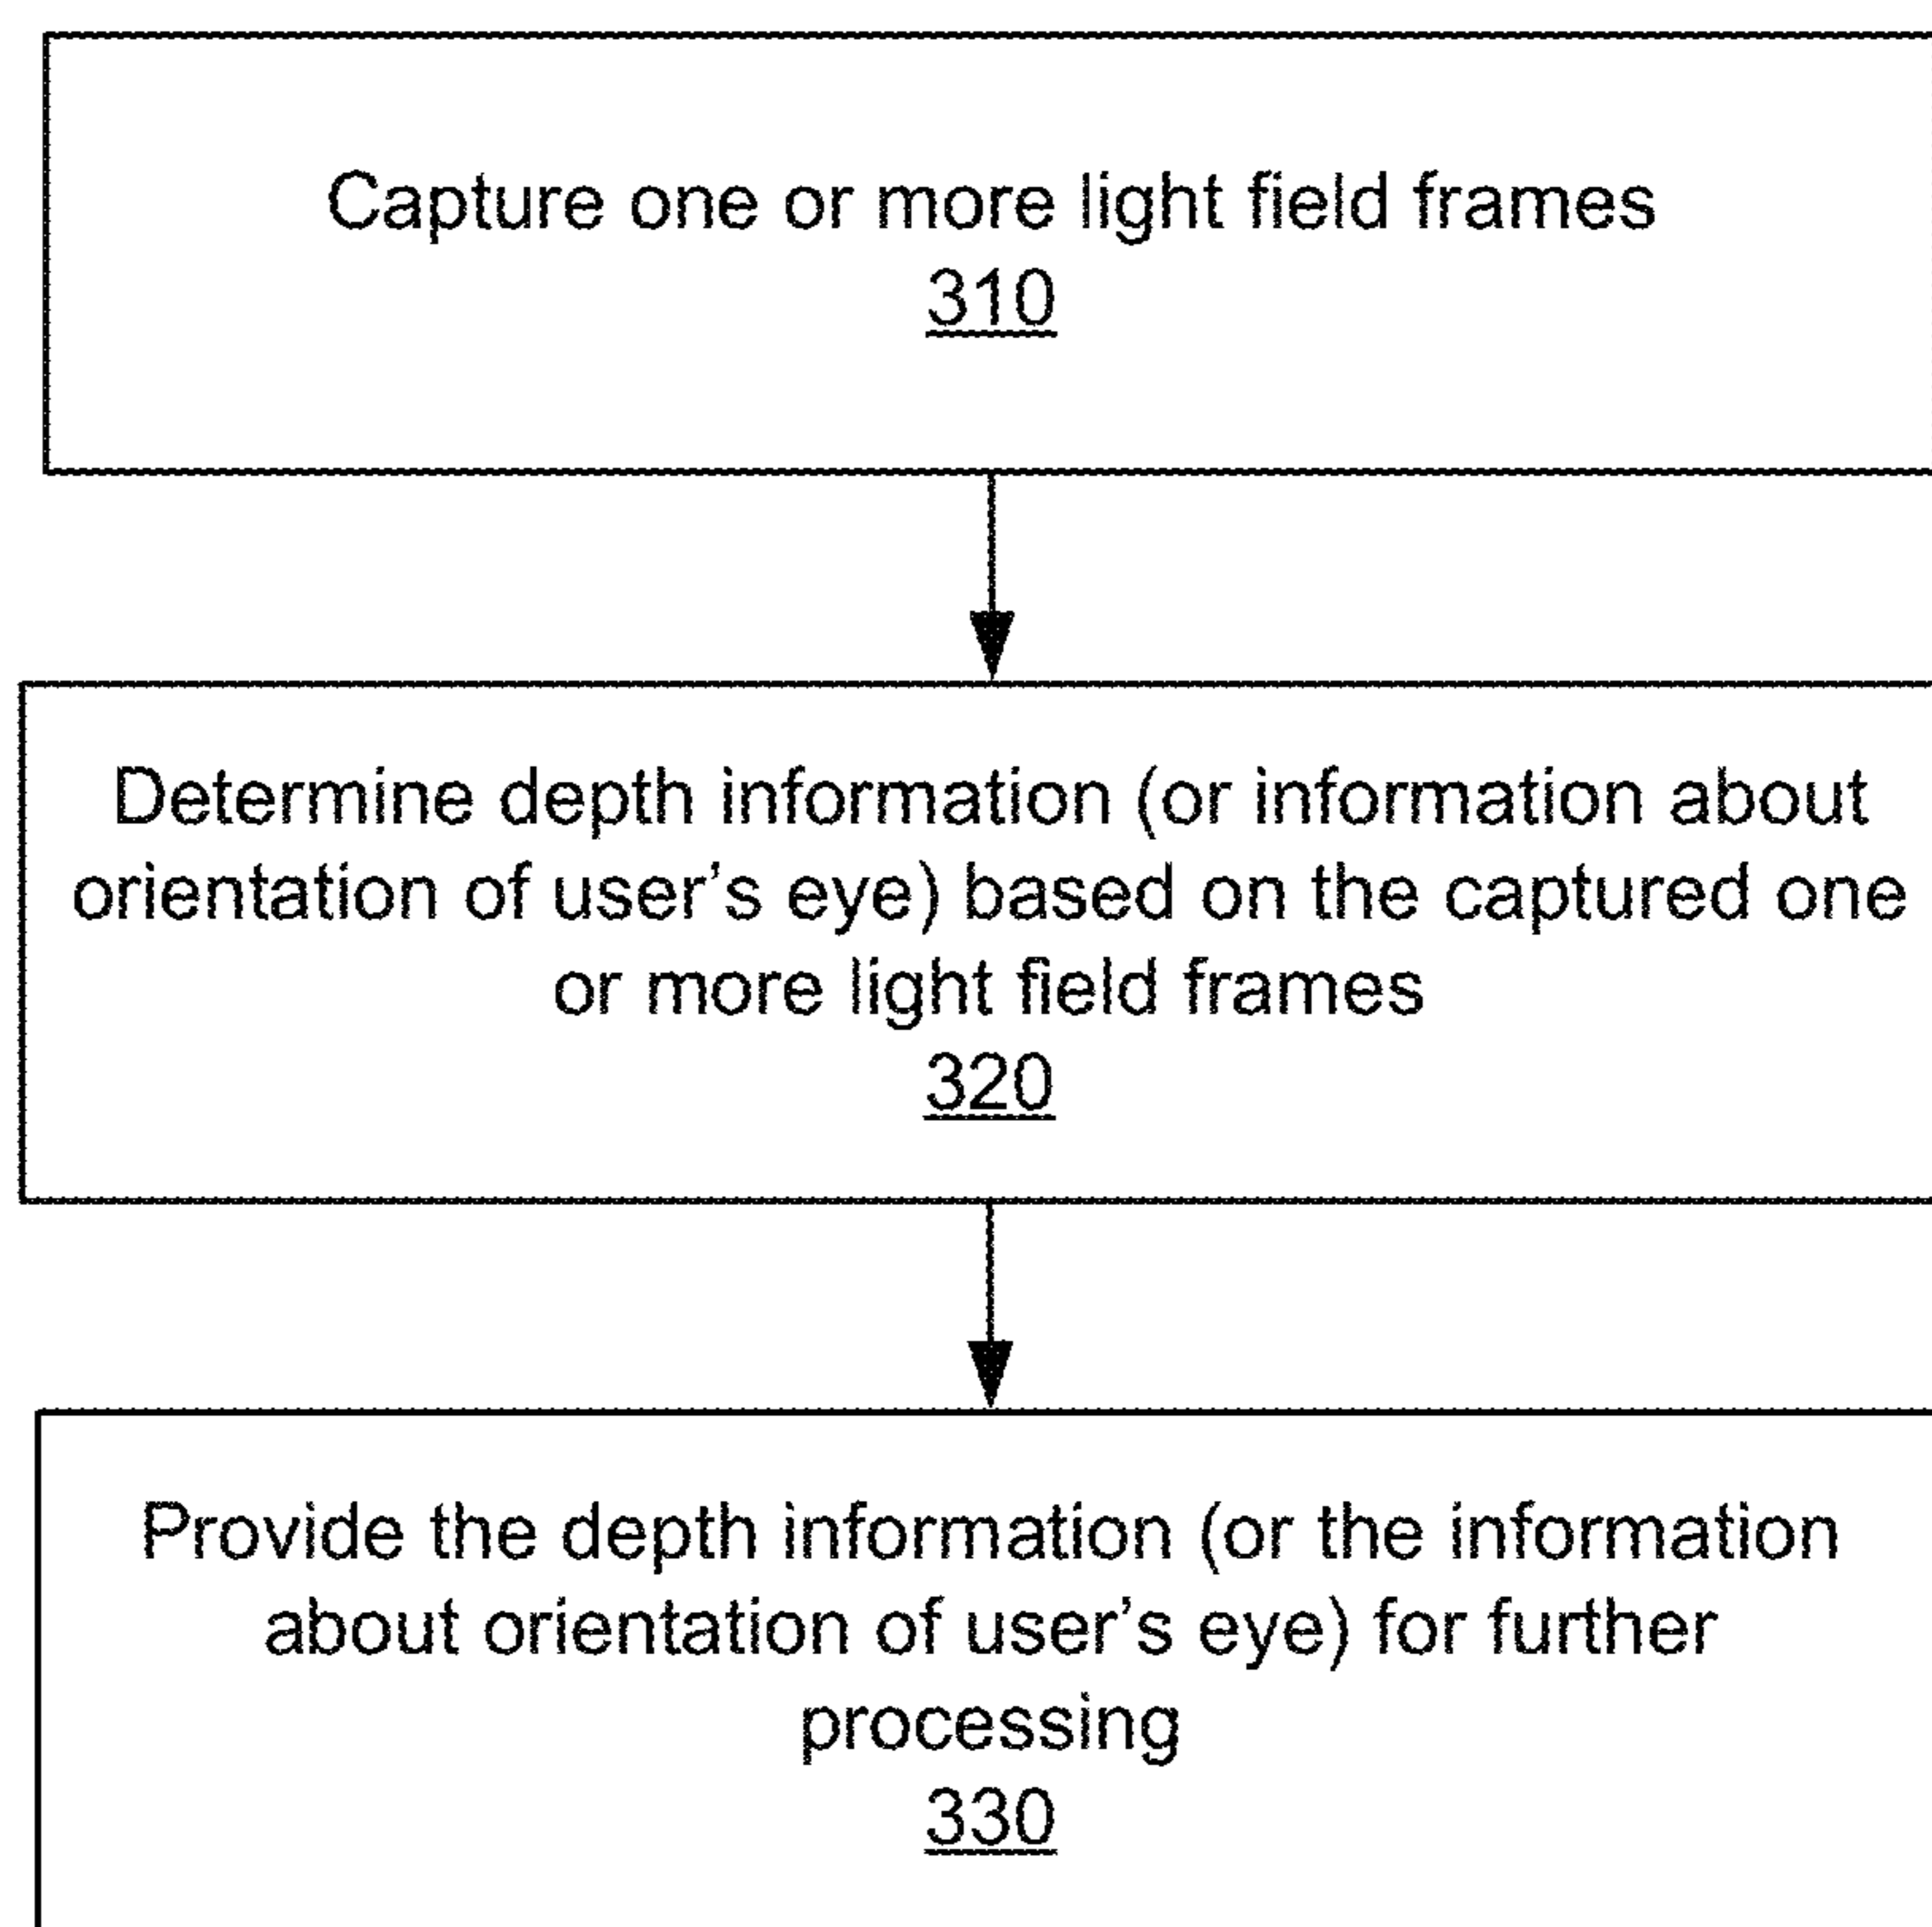 Capture one or more light field frames
310
Determine depth information (or information about
orientation of user's eye) based on the captured one
or more light field frames
320
Provide the depth information (or the information
about orientation of user's eye) for further
processing
330